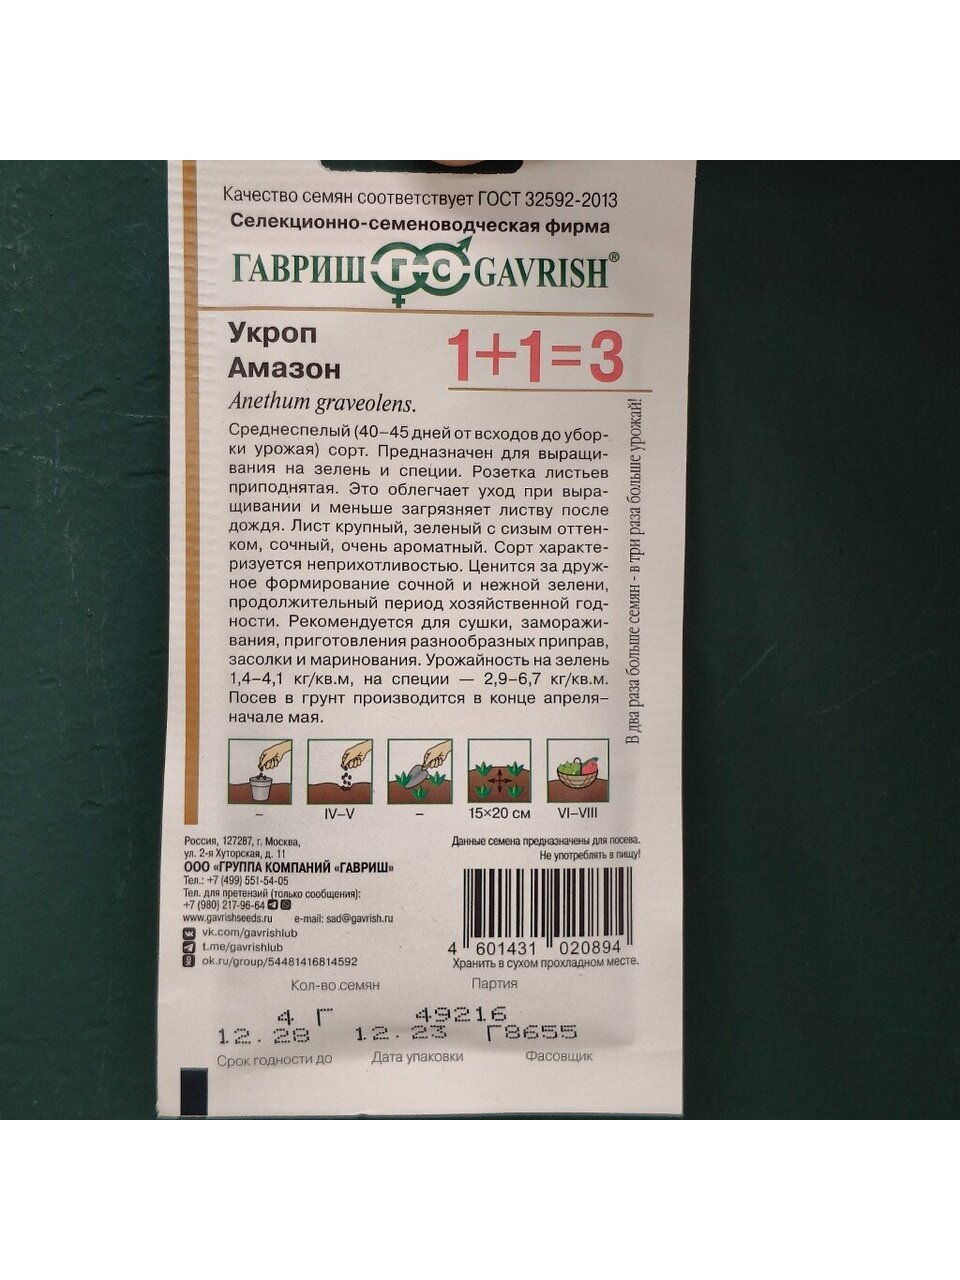 Качество семян соответствует ГОСТ 32592-2013
Селекционно-семеноводческая фирма
ГАВРИШ ГС GAVRISH®
Укроп
Амазон
1+1=3
Anethum graveolens.
Среднеспелый (40–45 дней от всходов до убор-
ки урожая) сорт. Предназначен для выращи-
вания на зелень и специи. Розетка листьев
приподнятая. Это облегчает уход при выра-
щивании и меньше загрязняет листву после
дождя. Лист крупный, зеленый с сизым оттен-
ком, сочный, очень ароматный. Сорт характе-
ризуется неприхотливостью. Ценится за друж-
ное формирование сочной и нежной зелени,
продолжительный период хозяйственной год-
ности. Рекомендуется для сушки, заморажи-
вания, приготовления разнообразных приправ,
засолки и маринования. Урожайность на зелень
1,4–4,1 кг/кв.м, на специи — 2,9–6,7 кг/кв.м.
Посев в грунт производится в конце апреля–
начале мая.
В два раза больше семян - в три раза больше урожай!
– IV–V – 15×20 см VI–VIII
Россия, 127287, г. Москва,
ул. 2-я Хуторская, д. 11
ООО «ГРУППА КОМПАНИЙ «ГАВРИШ»
Тел.: +7 (499) 551-54-05
Тел. для претензий (только сообщения):
+7 (980) 217-96-64
www.gavrishseeds.ru e-mail: sad@gavrish.ru
vk.com/gavrishlub
t.me/gavrishlub
ok.ru/group/54481416814592
Данные семена предназначены для посева.
Не употреблять в пищу!
4 601431 020894
Хранить в сухом прохладном месте.
Кол-во семян Партия
4 Г 49216
12.28 12.23 Г8655
Срок годности до Дата упаковки Фасовщик